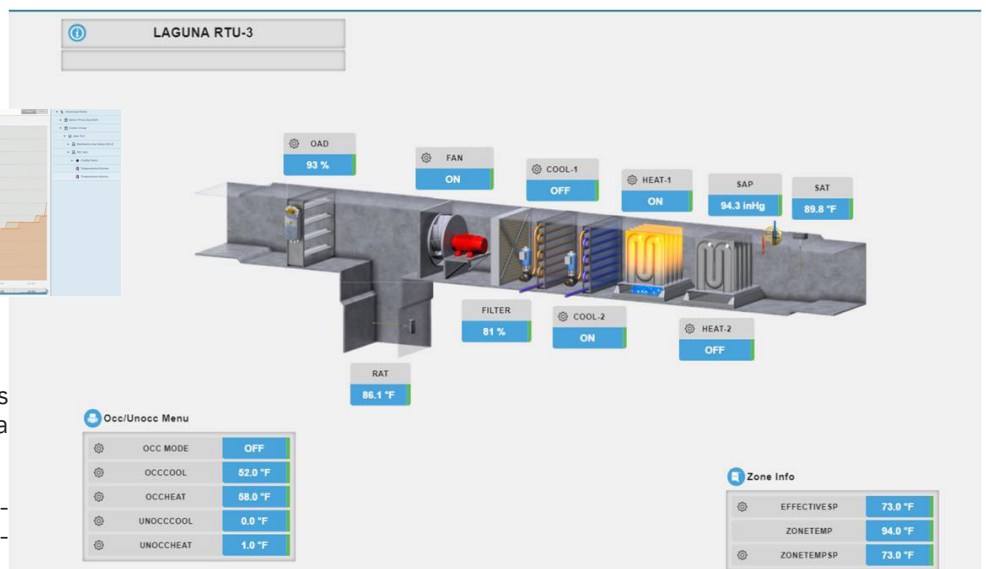 LAGUNA RTU-3
OAD
93 %
FAN
ON
COOL-1
OFF
HEAT-1
ON
SAP
94.3 inHg
SAT
89.8 °F
FILTER
81 %
COOL-2
ON
HEAT-2
OFF
RAT
86.1 °F
s
a
-
-
Occ/Unocc Menu
OCC MODE OFF
OCCCOOL 52.0 °F
OCCHEAT 58.0 °F
UNOCCCOOL 0.0 °F
UNOCCHEAT 1.0 °F
Zone Info
EFFECTIVESP 73.0 °F
ZONETEMP 94.0 °F
ZONETEMPSP 73.0 °F